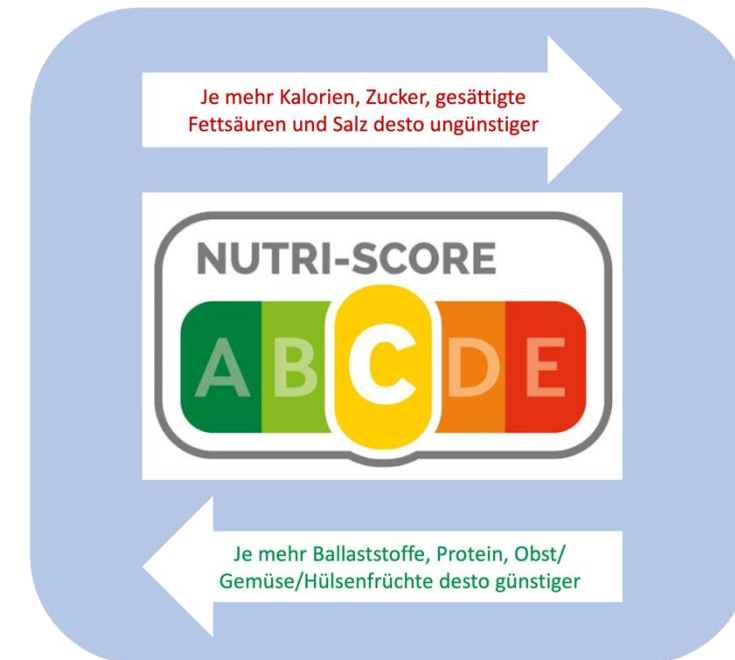 Je mehr Kalorien, Zucker, gesättigte
Fettsäuren und Salz desto ungünstiger
NUTRI-SCORE
A B C D E
Je mehr Ballaststoffe, Protein, Obst/
Gemüse/Hülsenfrüchte desto günstiger